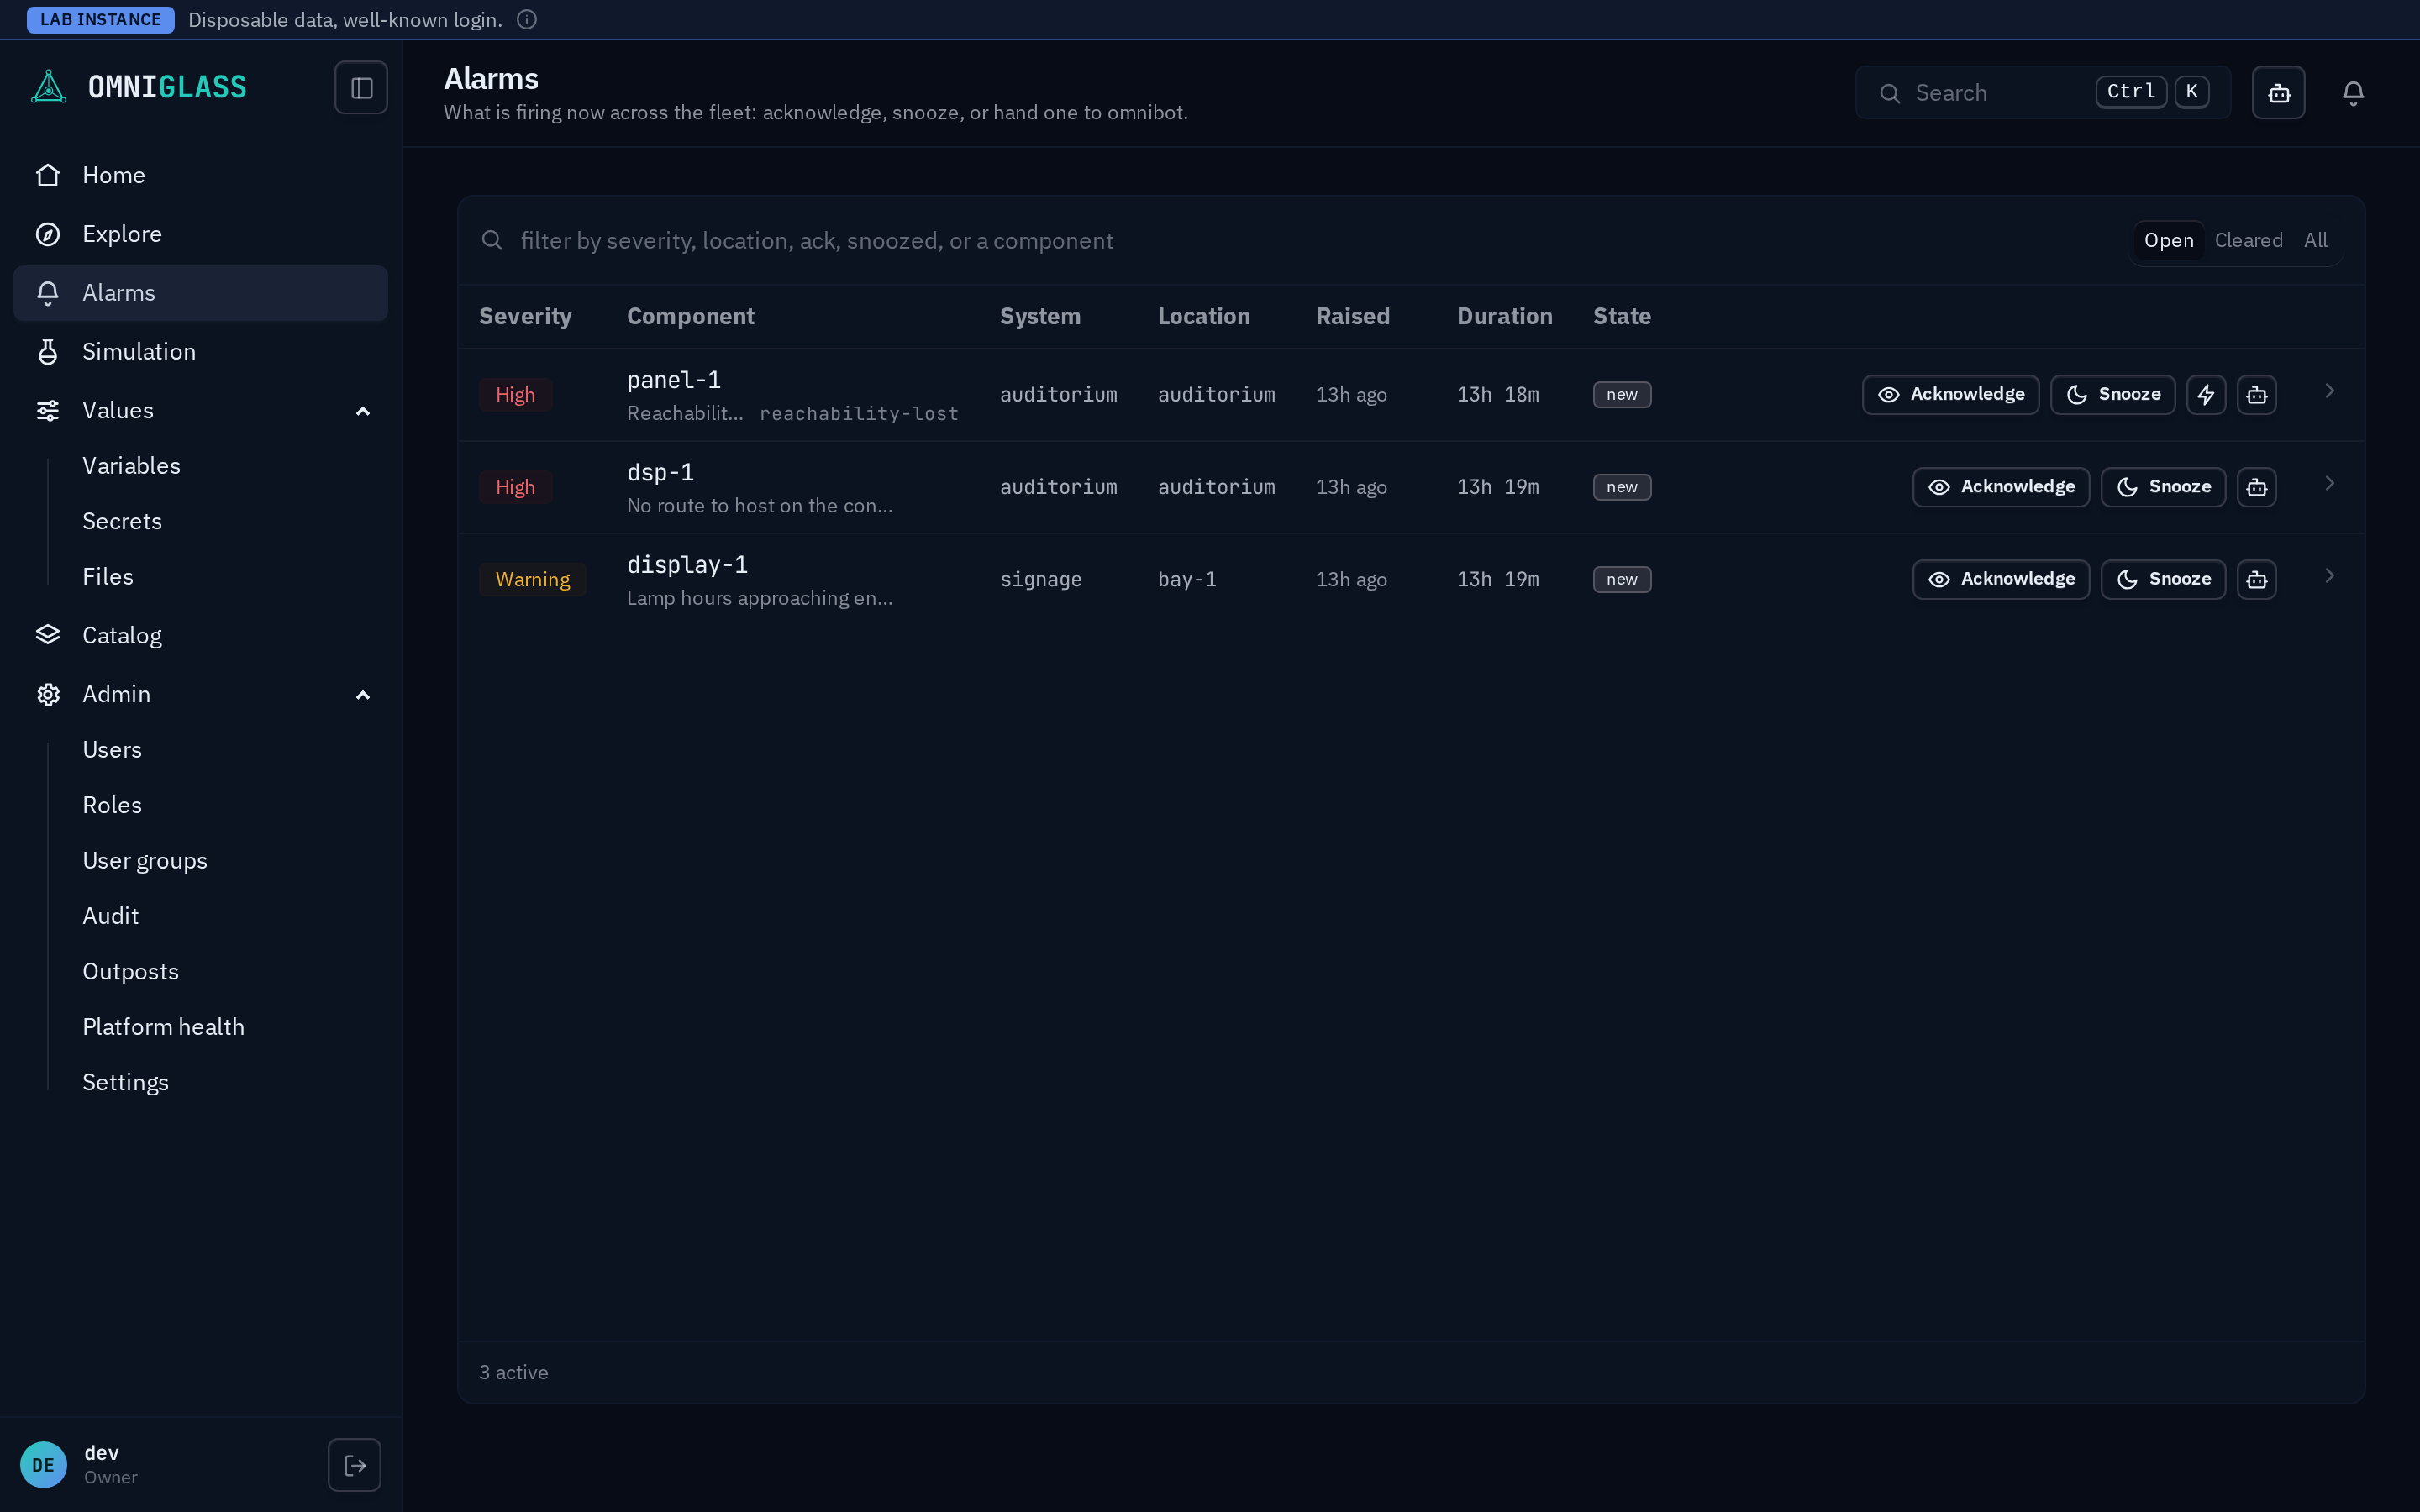 LAB INSTANCE Disposable data, well-known login.
OMNIGLASS
Home
Explore
Alarms
Simulation
Values
Variables
Secrets
Files
Catalog
Admin
Users
Roles
User groups
Audit
Outposts
Platform health
Settings
DE dev
Owner
Alarms
What is firing now across the fleet: acknowledge, snooze, or hand one to omnibot.
Search Ctrl K
filter by severity, location, ack, snoozed, or a component
Open Cleared All
Severity Component System Location Raised Duration State
High panel-1 auditorium auditorium 13h ago 13h 18m new Acknowledge Snooze
Reachabilit... reachability-lost
High dsp-1 auditorium auditorium 13h ago 13h 19m new Acknowledge Snooze
No route to host on the con...
Warning display-1 signage bay-1 13h ago 13h 19m new Acknowledge Snooze
Lamp hours approaching en...
3 active